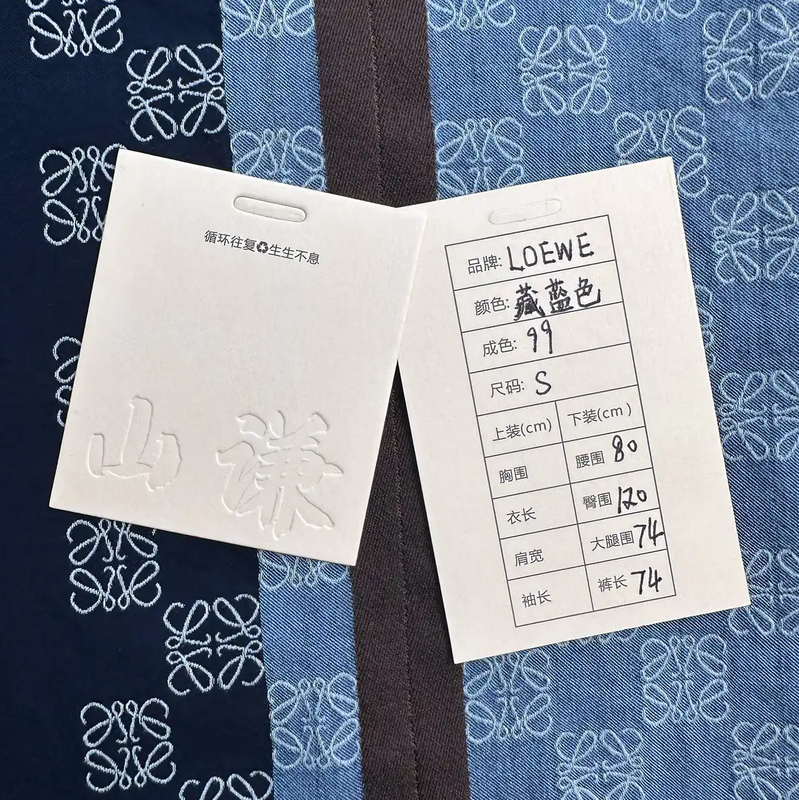 循环往复♻生生不息
山 谦
品牌: LOEWE
颜色: 藏蓝色
成色: 99
尺码: S
上装(cm) 下装(cm)
胸围 腰围 80
衣长 臀围 120
肩宽 大腿围 74
袖长 裤长 74